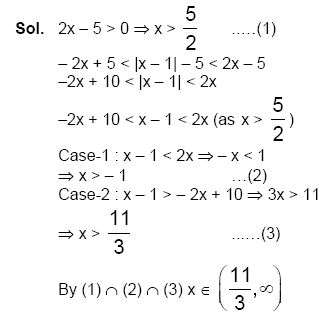 Sol. 2x – 5 > 0 ⇒ x > 5/2 .....(1)
– 2x + 5 < |x – 1| – 5 < 2x – 5
–2x + 10 < |x – 1| < 2x
–2x + 10 < x – 1 < 2x (as x > 5/2)
Case-1 : x – 1 < 2x ⇒ – x < 1
⇒ x > – 1 ...(2)
Case-2 : x – 1 > – 2x + 10 ⇒ 3x > 11
⇒ x > 11/3 ......(3)
By (1) ∩ (2) ∩ (3) x ∈ (11/3, ∞)